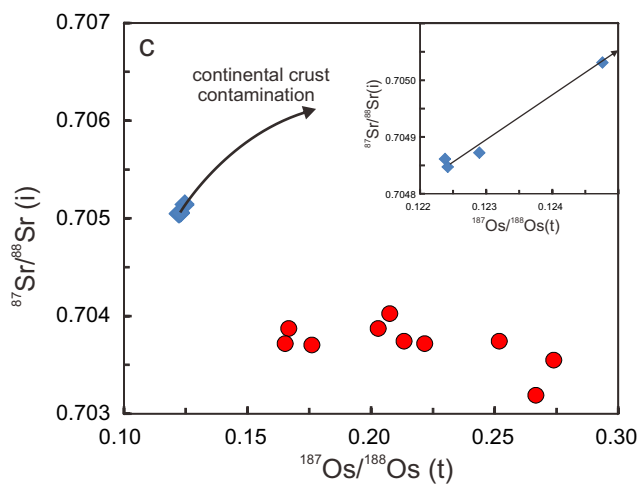 0.707
0.706
0.705
0.704
0.703
⁸⁷Sr/⁸⁸Sr (i)
c
continental crust
contamination
0.7050
0.7049
0.7048
⁸⁷Sr/⁸⁸Sr(i)
0.122
0.123
0.124
¹⁸⁷Os/¹⁸⁸Os(t)
0.10
0.15
0.20
0.25
0.30
¹⁸⁷Os/¹⁸⁸Os (t)